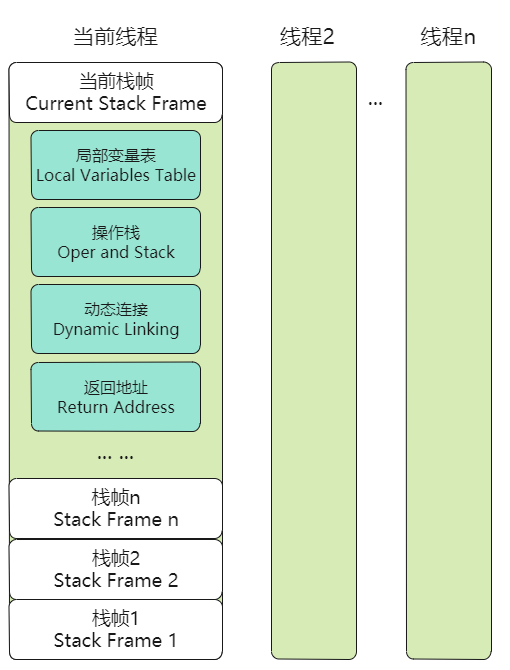 当前线程
线程2
线程n
当前栈帧
Current Stack Frame
...
局部变量表
Local Variables Table
操作栈
Oper and Stack
动态连接
Dynamic Linking
返回地址
Return Address
... ...
栈帧n
Stack Frame n
栈帧2
Stack Frame 2
栈帧1
Stack Frame 1